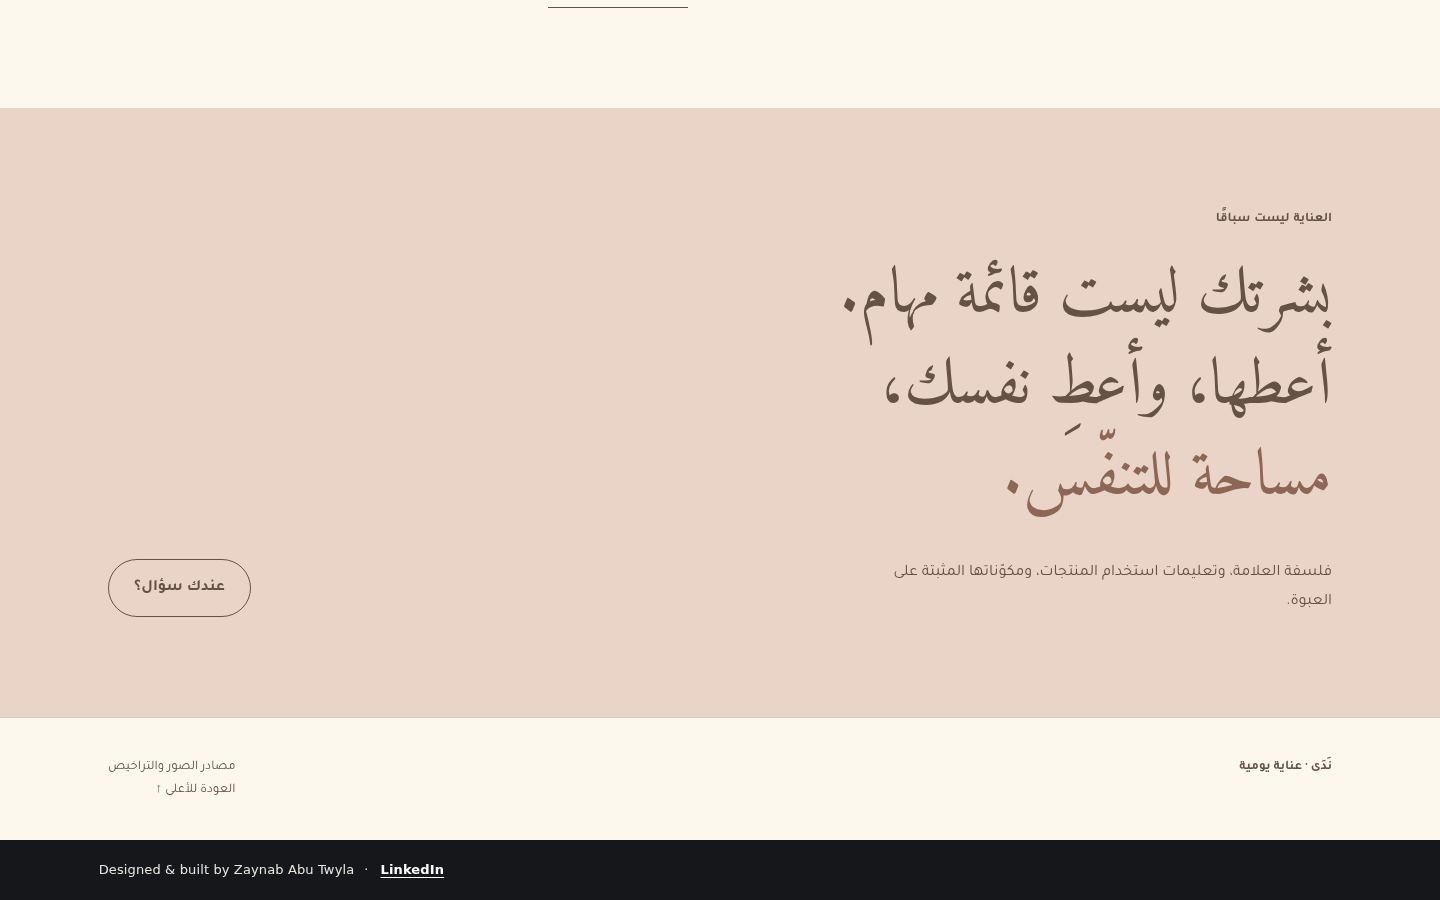 العناية ليست سباقًا
بشرتك ليست قائمة مهام.
أعطها، وأعطِ نفسك،
مساحة للتنفّس.
فلسفة العلامة، وتعليمات استخدام المنتجات، ومكوّناتها المثبتة على
العبوة.
عندك سؤال؟
نَدَى · عناية يومية
مصادر الصور والتراخيص
العودة للأعلى ↑
Designed & built by Zaynab Abu Twyla · LinkedIn